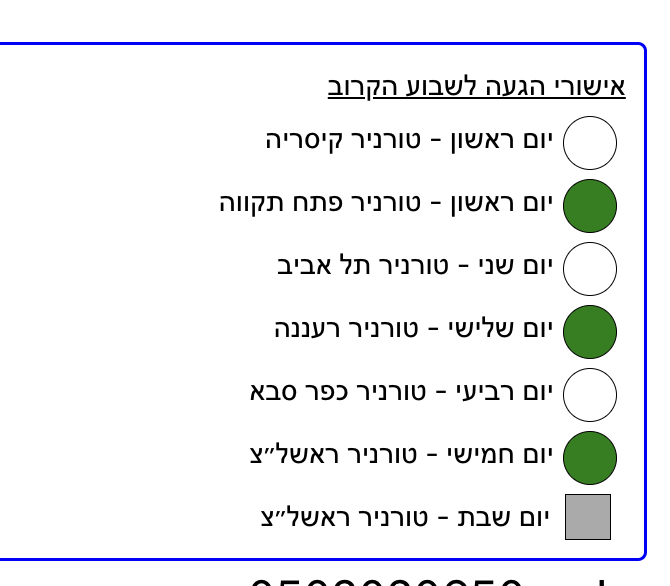 אישורי הגעה לשבוע הקרוב
יום ראשון - טורניר קיסריה
יום ראשון - טורניר פתח תקווה
יום שני - טורניר תל אביב
יום שלישי - טורניר רעננה
יום רביעי - טורניר כפר סבא
יום חמישי - טורניר ראשל״צ
יום שבת - טורניר ראשל״צ